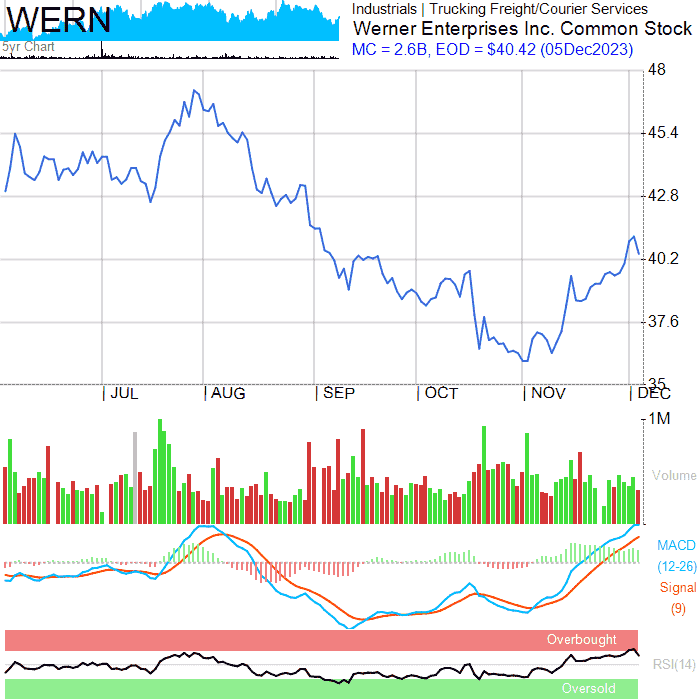 WERN
5yr Chart
Industrials | Trucking Freight/Courier Services
Werner Enterprises Inc. Common Stock
MC = 2.6B, EOD = $40.42 (05Dec2023)
48
45.4
42.8
40.2
37.6
35
| JUL | AUG | SEP | OCT | NOV | DEC
1M
Volume
MACD
(12-26)
Signal
(9)
Overbought
RSI(14)
Oversold